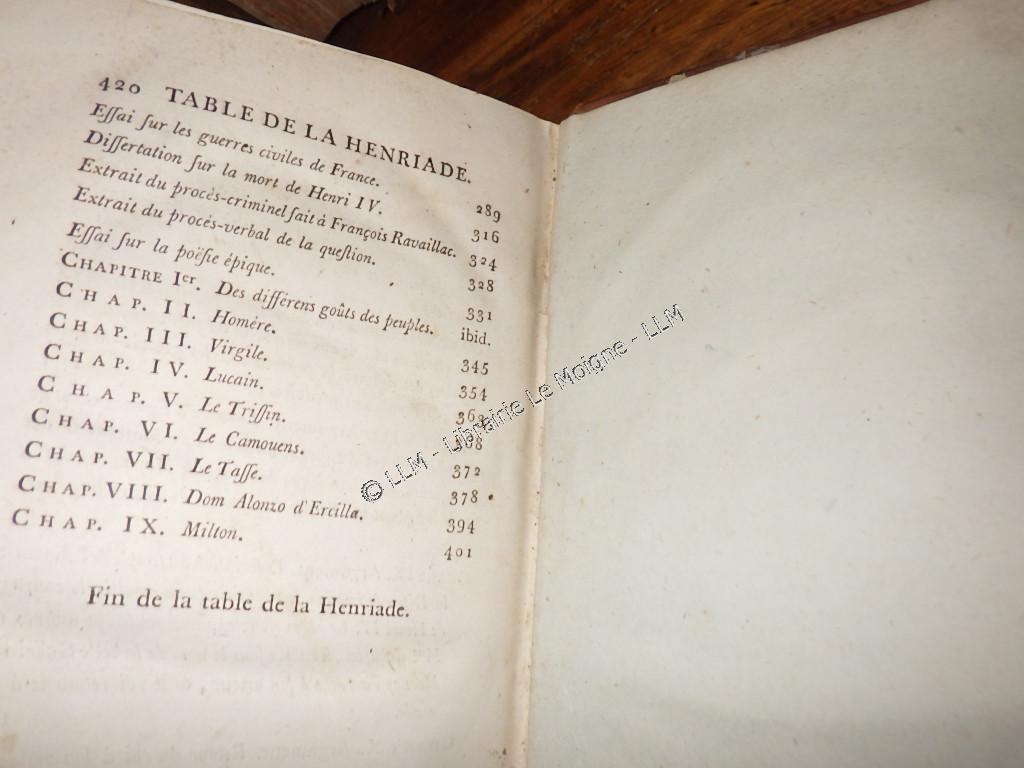 420 TABLE DE LA HENRIADE.
Eſſai ſur les guerres civiles de France. 289
Diſſertation ſur la mort de Henri IV. 316
Extrait du procès-criminel fait à François Ravaillac. 324
Extrait du procès-verbal de la queſtion. 328
Eſſai ſur la poëſie épique. 331
CHAPITRE Ier. Des différens goûts des peuples. ibid.
CHAP. II. Homère. 345
CHAP. III. Virgile. 354
CHAP. IV. Lucain.
CHAP. V. Le Triſſin.
CHAP. VI. Le Camouens. 372
CHAP. VII. Le Taſſe. 378
CHAP. VIII. Dom Alonzo d'Ercilla. 394
CHAP. IX. Milton. 401
Fin de la table de la Henriade.
© LLM - Librairie Le Moigne - LLM